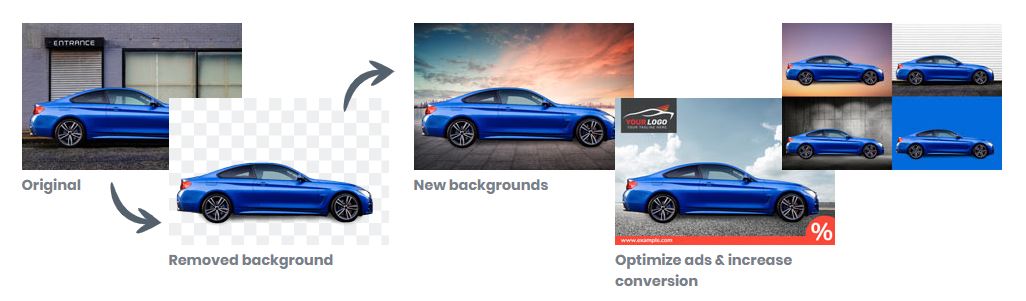 ENTRANCE
Original
Removed background
New backgrounds
YOUR LOGO
YOUR TAGLINE HERE
www.example.com
%
Optimize ads & increase
conversion